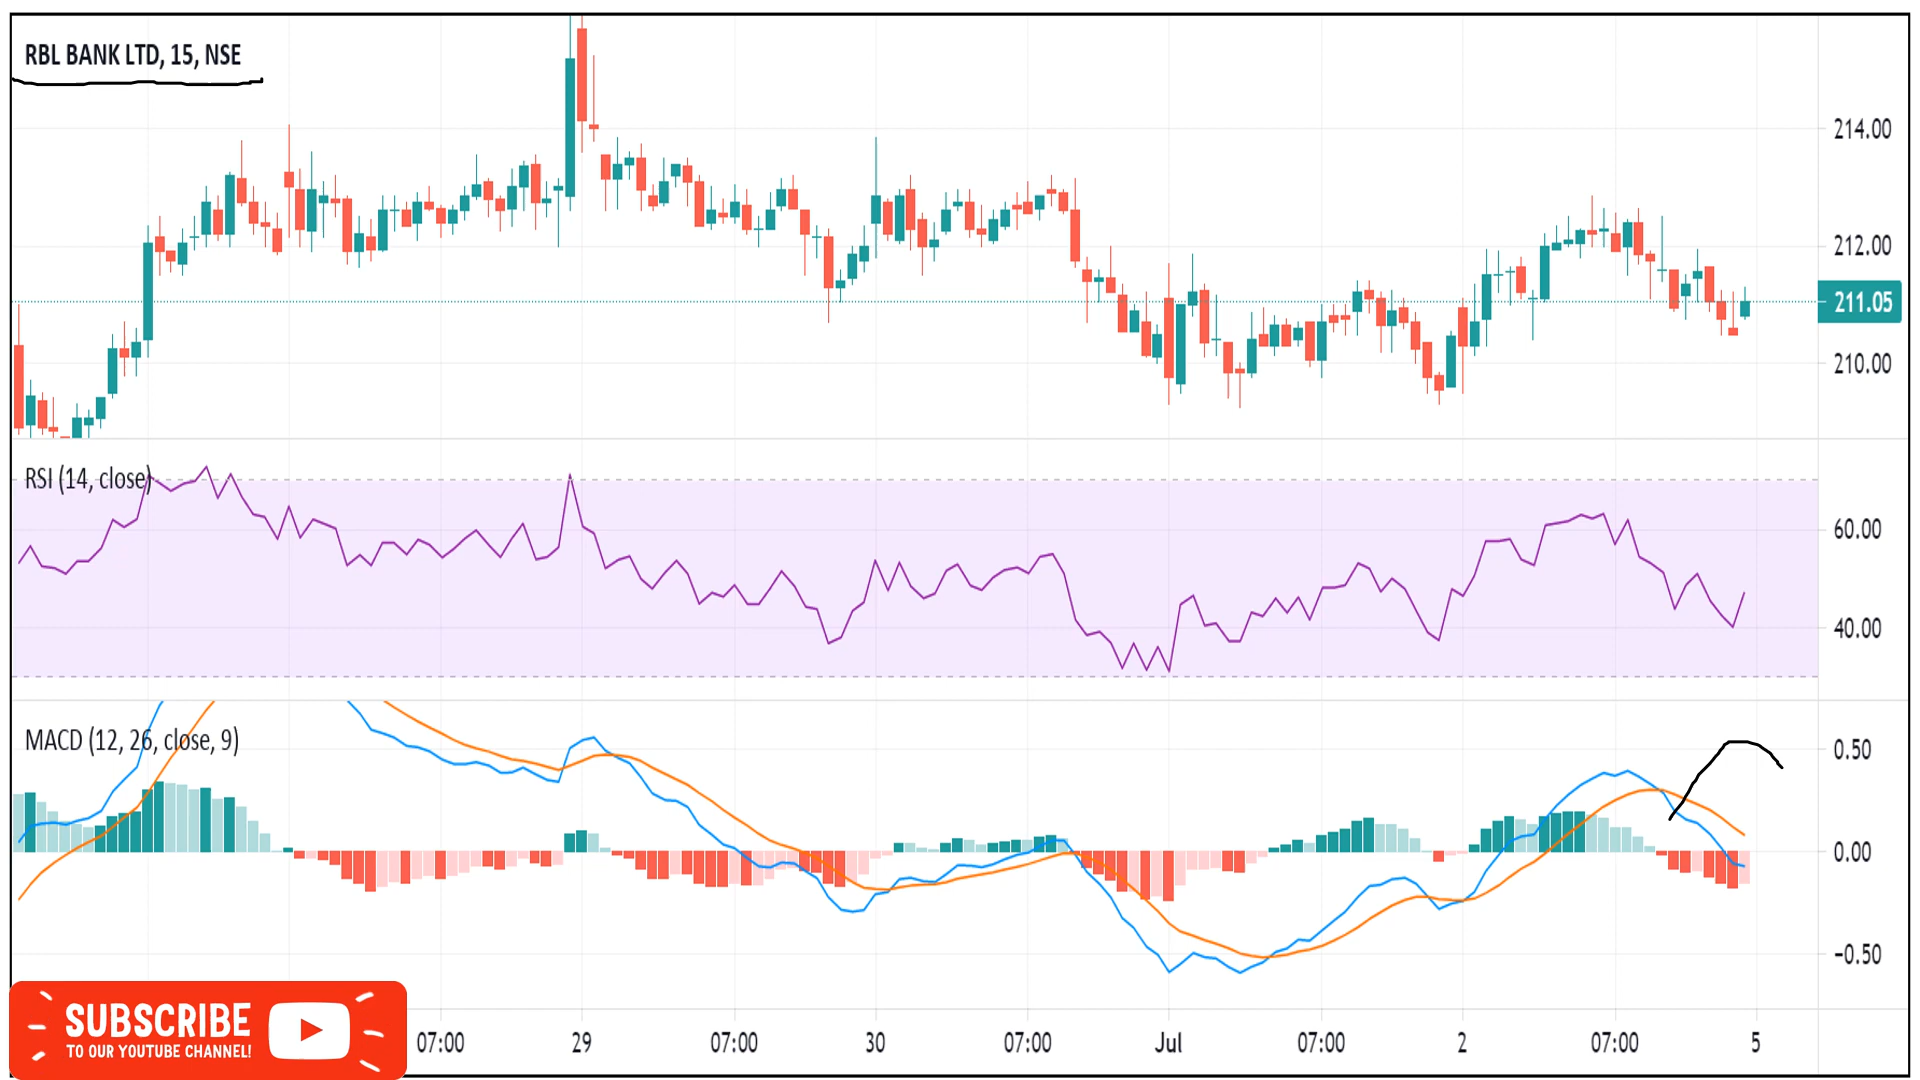 RBL BANK LTD, 15, NSE
214.00
212.00
211.05
210.00
RSI (14, close)
60.00
40.00
MACD (12, 26, close, 9)
0.50
0.00
-0.50
SUBSCRIBE
TO OUR YOUTUBE CHANNEL!
07:00 29 07:00 30 07:00 Jul 07:00 2 07:00 5